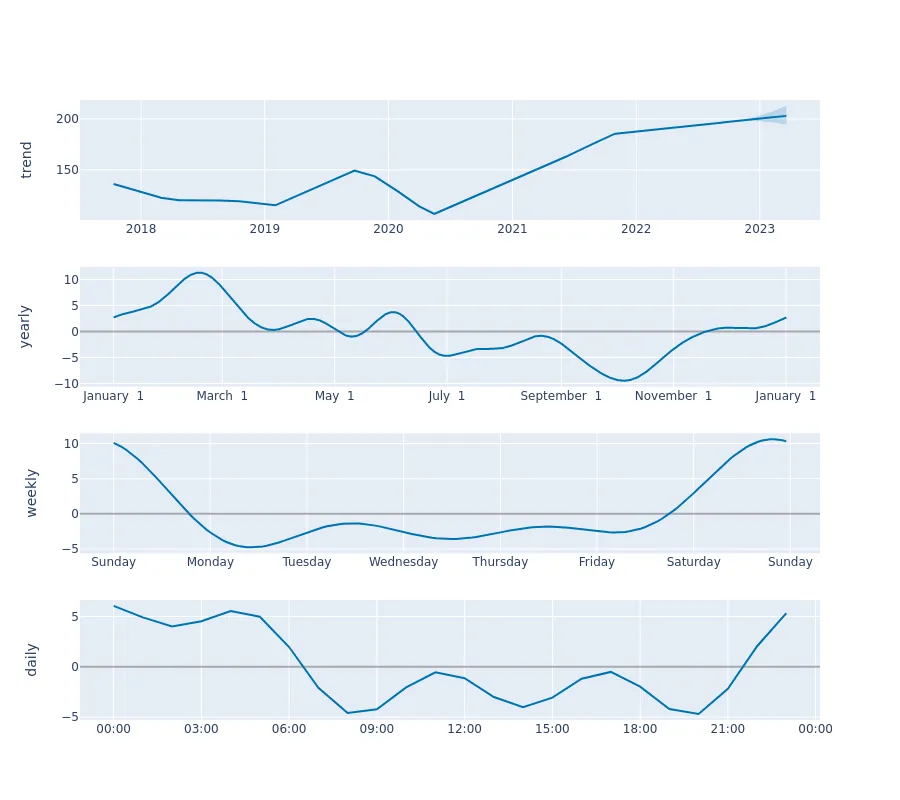 trend
200
150
2018 2019 2020 2021 2022 2023
yearly
10
5
0
−5
−10
January 1 March 1 May 1 July 1 September 1 November 1 January 1
weekly
10
5
0
−5
Sunday Monday Tuesday Wednesday Thursday Friday Saturday Sunday
daily
5
0
−5
00:00 03:00 06:00 09:00 12:00 15:00 18:00 21:00 00:00